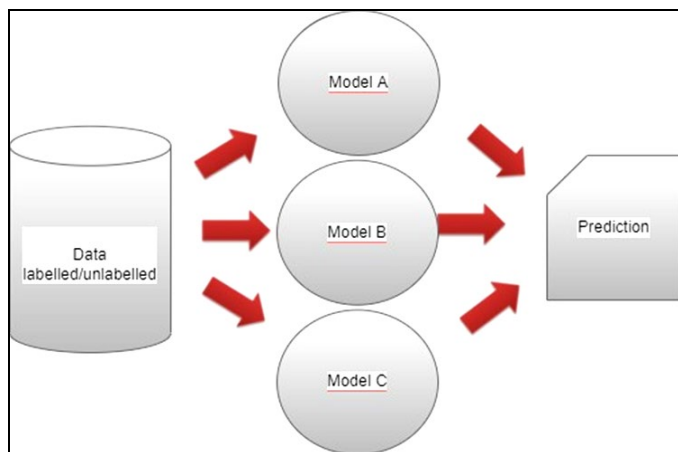 Model A
Data
labelled/unlabelled
Model B
Prediction
Model C